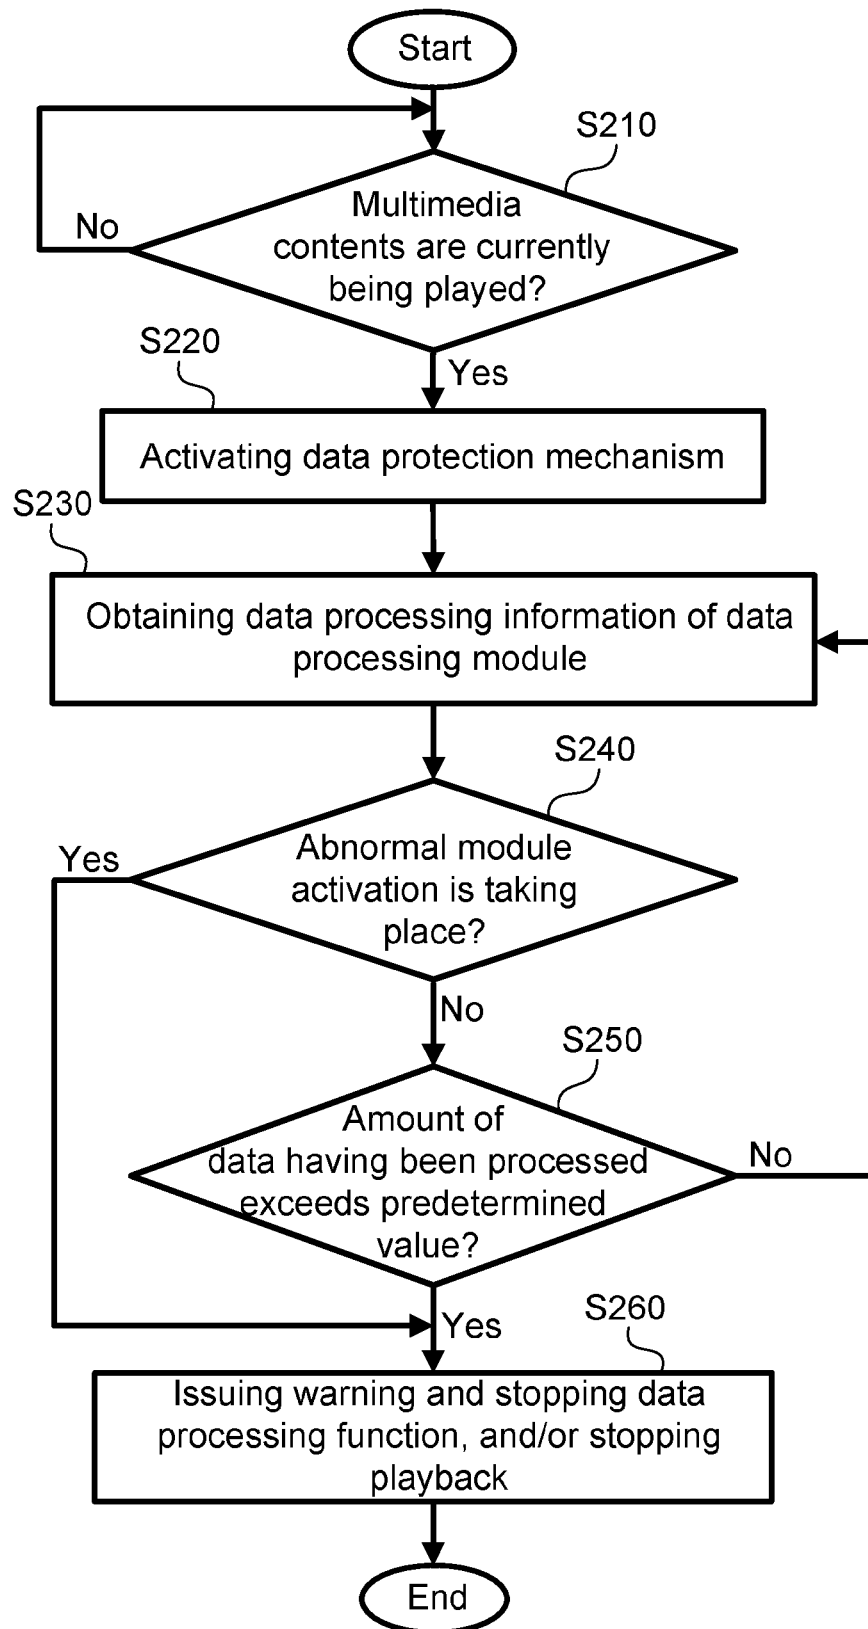 Start
S210
Multimedia
contents are currently
being played?
No
S220
Yes
Activating data protection mechanism
S230
Obtaining data processing information of data
processing module
S240
Abnormal module
activation is taking
place?
Yes
No
S250
Amount of
data having been processed
exceeds predetermined
value?
No
Yes
S260
Issuing warning and stopping data
processing function, and/or stopping
playback
End